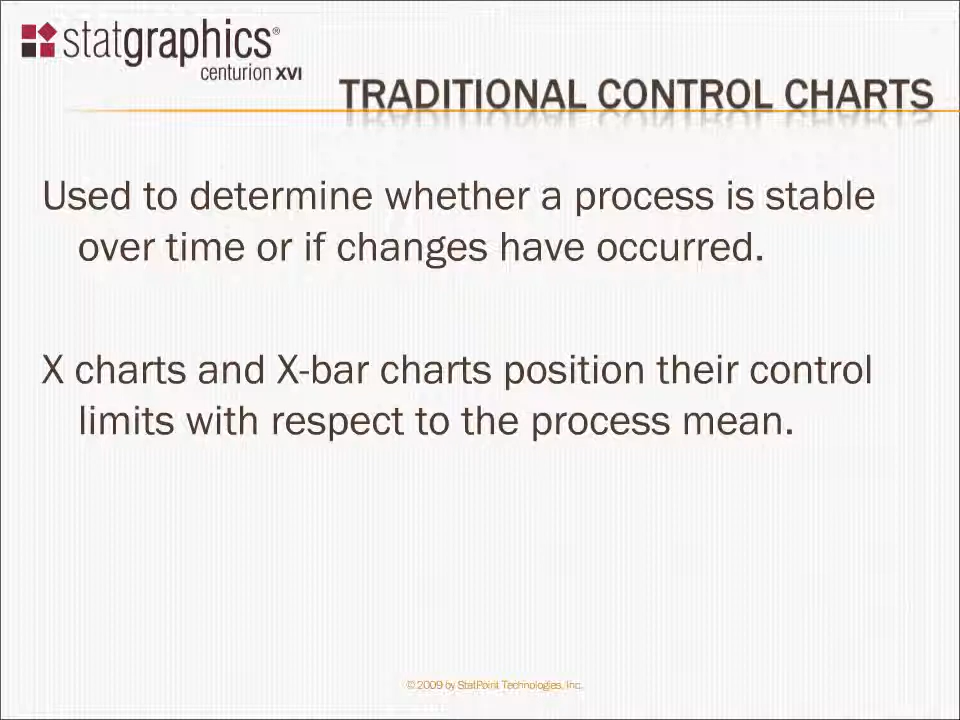 statgraphics®
centurion XVI
TRADITIONAL CONTROL CHARTS
Used to determine whether a process is stable
over time or if changes have occurred.
X charts and X-bar charts position their control
limits with respect to the process mean.
© 2009 by StatPoint Technologies, Inc.